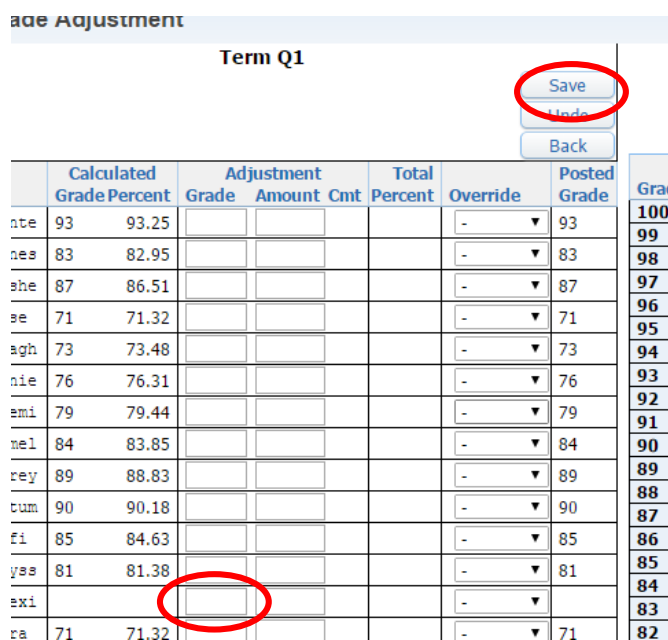 ade Adjustment
Term Q1
Save
Undo
Back
Calculated Adjustment Total Posted
Grade Percent Grade Amount Cmt Percent Override Grade Grad
nte 93 93.25 - 93
nes 83 82.95 - 83
she 87 86.51 - 87
se 71 71.32 - 71
agh 73 73.48 - 73
nie 76 76.31 - 76
emi 79 79.44 - 79
mel 84 83.85 - 84
rey 89 88.83 - 89
tum 90 90.18 - 90
fi 85 84.63 - 85
yss 81 81.38 - 81
exi -
ra 71 71.32 - 71
100
99
98
97
96
95
94
93
92
91
90
89
88
87
86
85
84
83
82